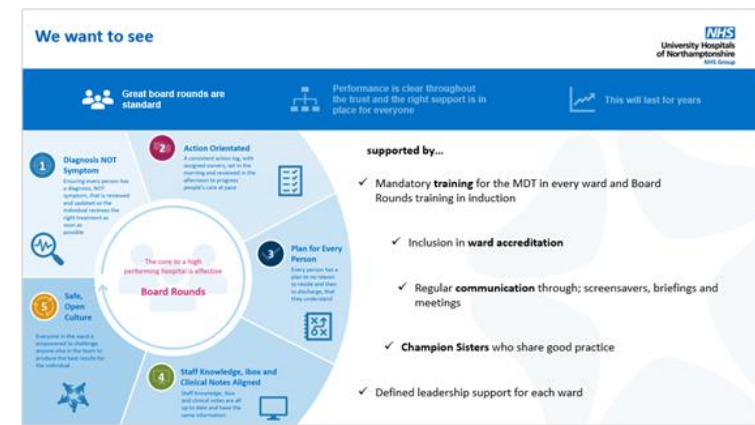 We want to see
NHS
University Hospitals
of Northamptonshire
NHS Group
Great board rounds are
standard
Performance is clear throughout
the trust and the right support is in
place for everyone
This will last for years
1
Diagnosis NOT
Symptom
Ensuring every person has
a diagnosis, NOT
symptom, that is reviewed
and updated so the
individual receives the
right treatment as
soon as
possible
2
Action Orientated
A consistent action log, with
assigned owners, set in the
morning and reviewed in the
afternoon to progress
people's care at pace
3
Plan for Every
Person
Every person has a
plan to no reason
to reside and then
to discharge, that
they understand
4
Staff Knowledge, ibox and
Clinical Notes Aligned
Staff knowledge, ibox
and clinical notes are all
up to date and have the
same information
5
Safe,
Open
Culture
Everyone in the ward is
empowered to challenge
anyone else in the team to
produce the best results for
the individual
The core to a high
performing hospital is effective
Board Rounds
supported by...
✓ Mandatory training for the MDT in every ward and Board
Rounds training in induction
✓ Inclusion in ward accreditation
✓ Regular communication through; screensavers, briefings and
meetings
✓ Champion Sisters who share good practice
✓ Defined leadership support for each ward